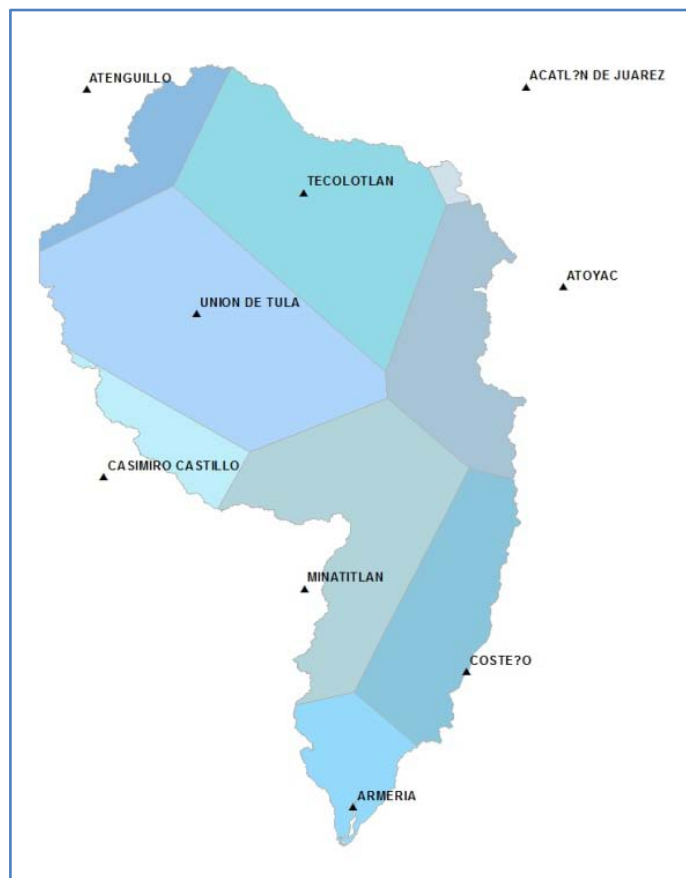 ATENGUILLO
ACATL?N DE JUAREZ
TECOLOTLAN
ATOYAC
UNION DE TULA
CASIMIRO CASTILLO
MINATITLAN
COSTE?O
ARMERIA